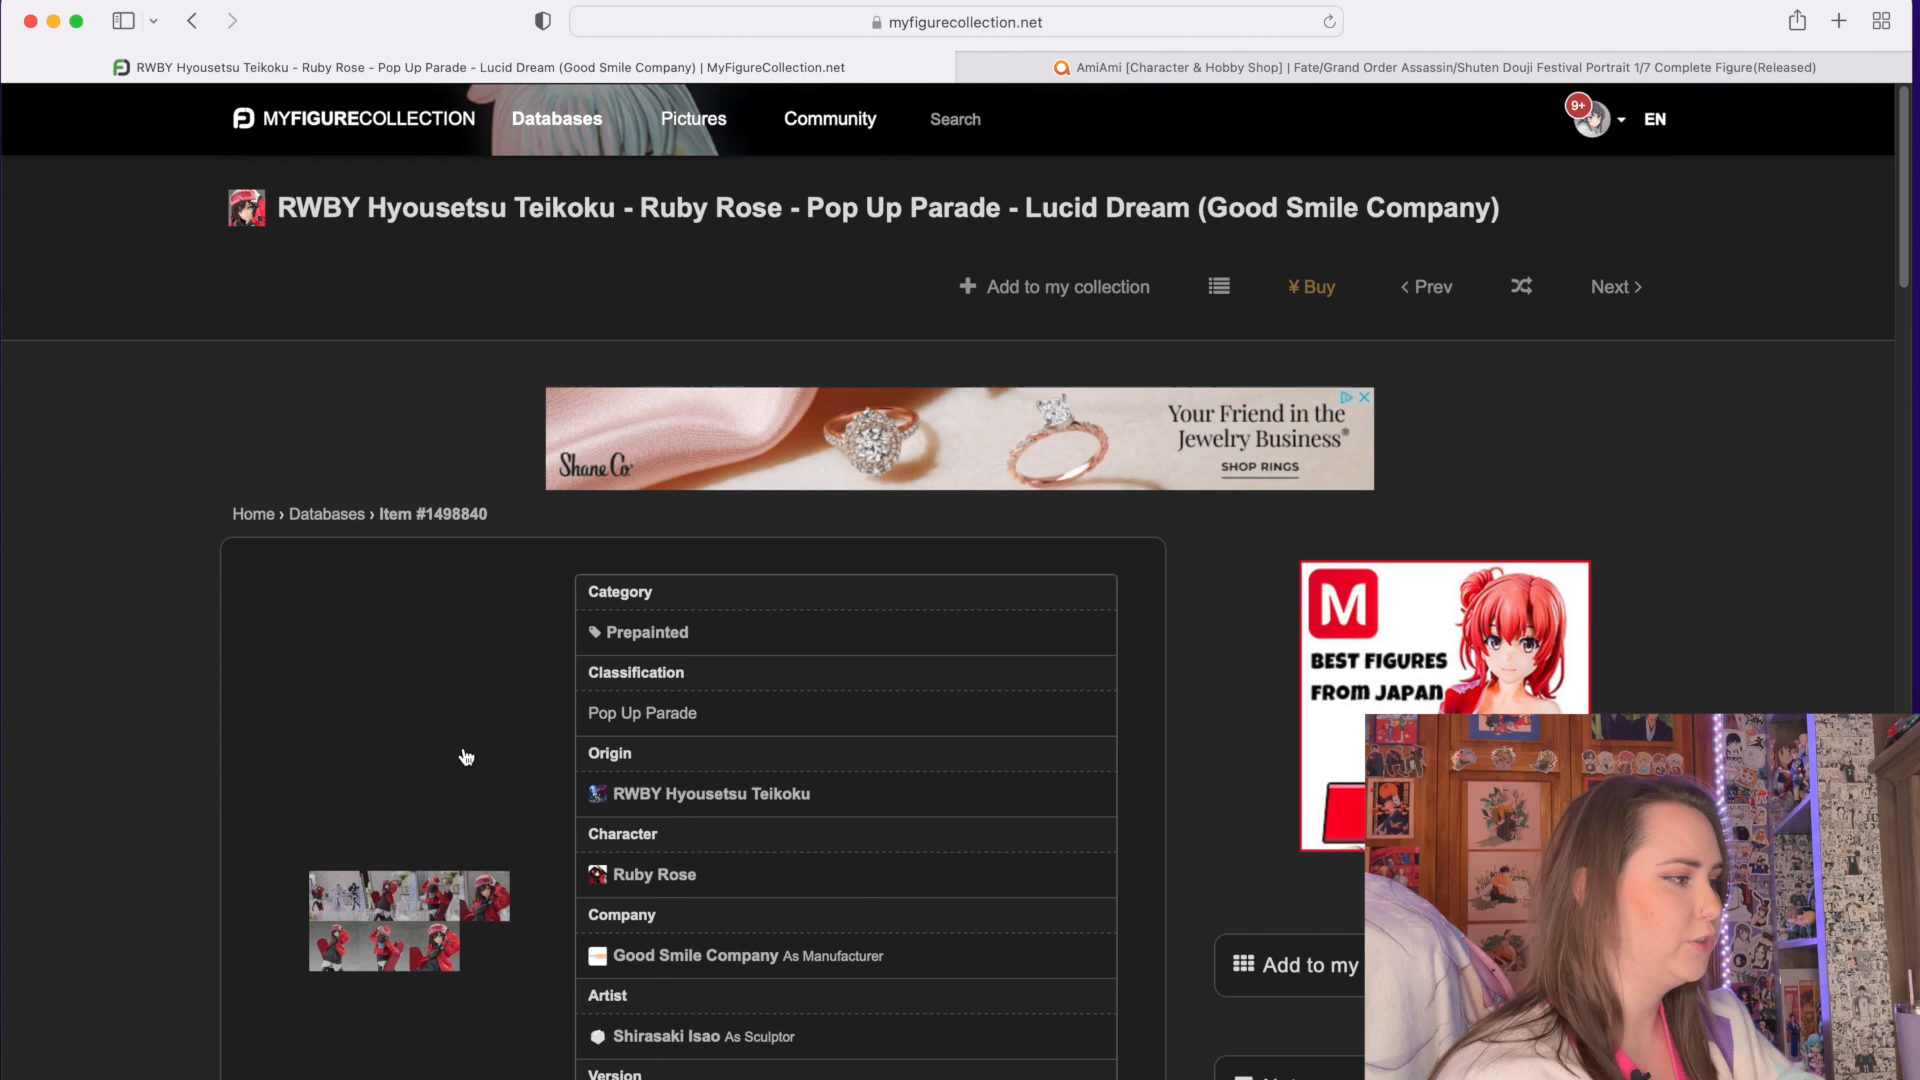 myfigurecollection.net
RWBY Hyousetsu Teikoku - Ruby Rose - Pop Up Parade - Lucid Dream (Good Smile Company) | MyFigureCollection.net
AmiAmi [Character & Hobby Shop] | Fate/Grand Order Assassin/Shuten Douji Festival Portrait 1/7 Complete Figure(Released)
MYFIGURECOLLECTION
Databases
Pictures
Community
Search
9+
EN
RWBY Hyousetsu Teikoku - Ruby Rose - Pop Up Parade - Lucid Dream (Good Smile Company)
+ Add to my collection
¥ Buy
‹ Prev
Next ›
Shane Co®
Your Friend in the
Jewelry Business®
SHOP RINGS
Home › Databases › Item #1498840
Category
Prepainted
Classification
Pop Up Parade
Origin
RWBY Hyousetsu Teikoku
Character
Ruby Rose
Company
Good Smile Company As Manufacturer
Artist
Shirasaki Isao As Sculptor
Version
M
BEST FIGURES
FROM JAPAN
Add to my